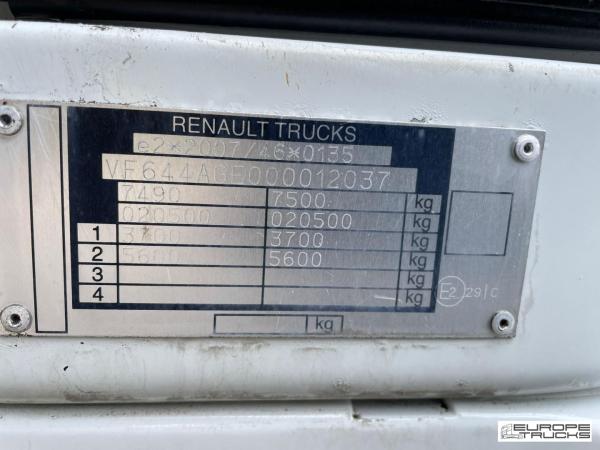 RENAULT TRUCKS
e2*2007/46*0135
VF644AGF000012037
7490 7500 kg
020500 020500 kg
1 3700 3700 kg
2 5600 5600 kg
3 kg
4 kg
E2 29 C
kg
EUROPE
TRUCKS